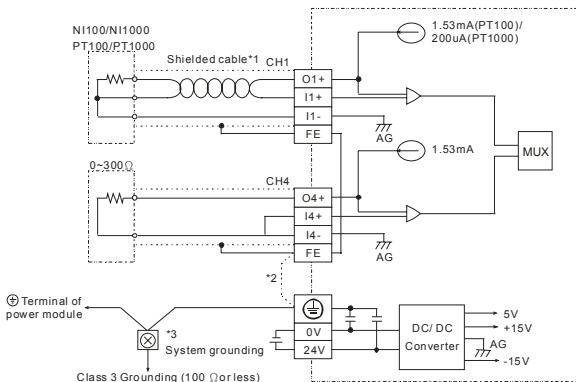 NI100/NI1000
PT100/PT1000
Shielded cable*1
CH1
O1+
I1+
I1-
FE
1.53mA(PT100)/
200uA(PT1000)
AG
MUX
1.53mA
0~300Ω
CH4
O4+
I4+
I4-
FE
AG
*2
Terminal of
power module
*3
System grounding
0V
24V
DC/DC
Converter
5V
+15V
AG
-15V
Class 3 Grounding (100 Ω or less)